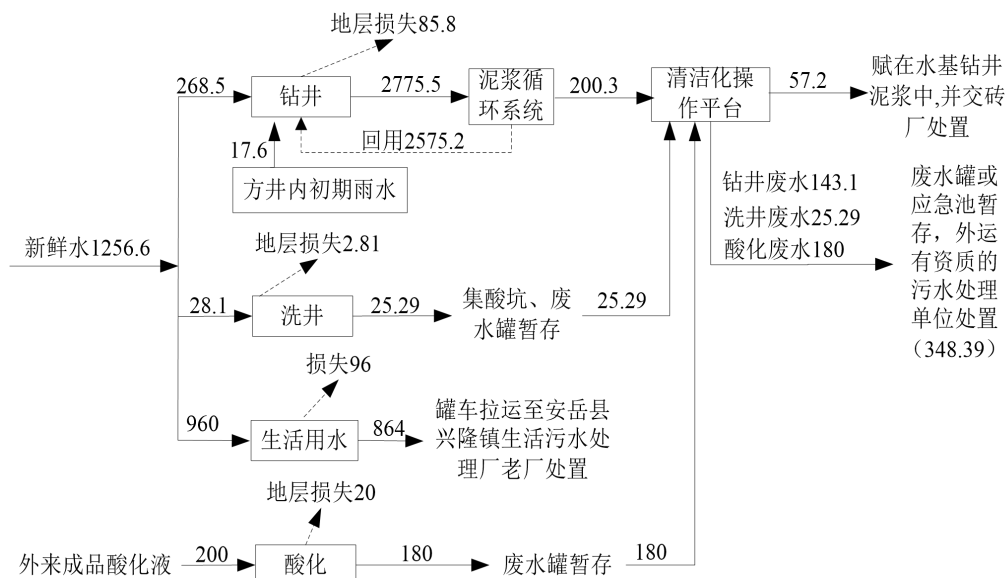 地层损失85.8
268.5
钻井
2775.5
泥浆循
环系统
200.3
清洁化操
作平台
57.2
赋在水基钻井
泥浆中,并交砖
厂处置
回用2575.2
17.6
方井内初期雨水
钻井废水143.1
洗井废水25.29
酸化废水180
废水罐或
应急池暂
存，外运
有资质的
污水处理
单位处置
（348.39）
新鲜水1256.6
地层损失2.81
28.1
洗井
25.29
集酸坑、废
水罐暂存
25.29
损失96
960
生活用水
864
罐车拉运至安岳县
兴隆镇生活污水处
理厂老厂处置
地层损失20
外来成品酸化液
200
酸化
180
废水罐暂存
180